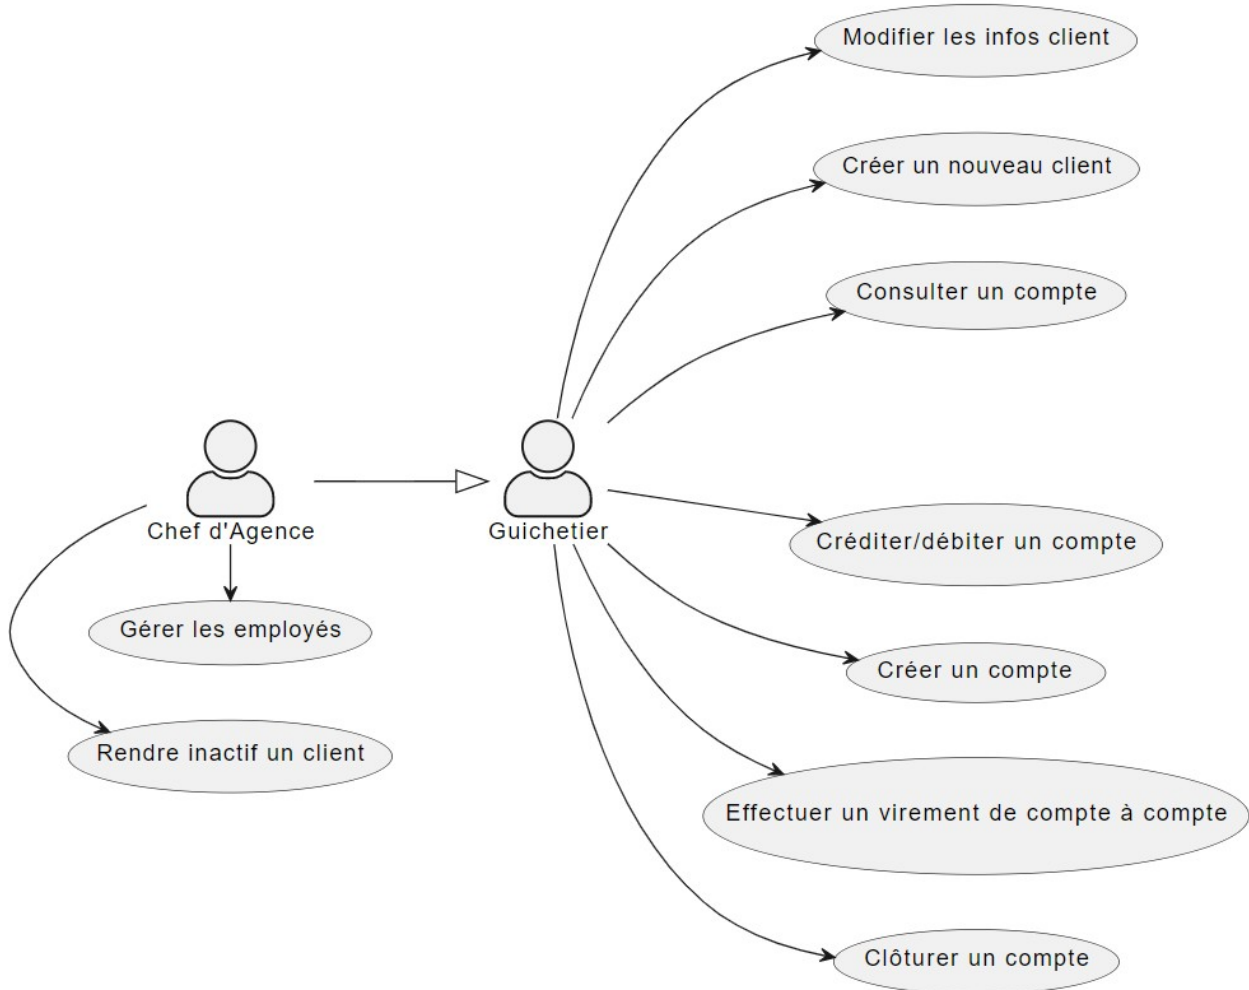 Modifier les infos client
Créer un nouveau client
Consulter un compte
Chef d'Agence
Guichetier
Créditer/débiter un compte
Gérer les employés
Créer un compte
Rendre inactif un client
Effectuer un virement de compte à compte
Clôturer un compte